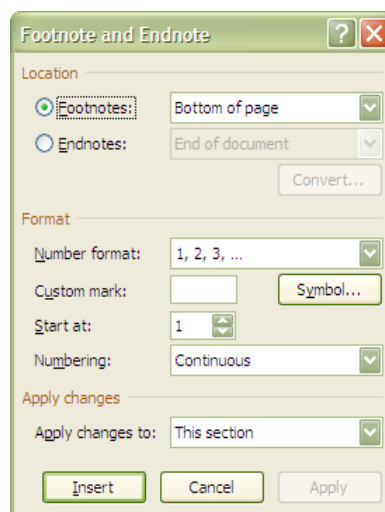 Footnote and Endnote
Location
Footnotes: Bottom of page
Endnotes: End of document
Convert...
Format
Number format: 1, 2, 3, ...
Custom mark: Symbol...
Start at: 1
Numbering: Continuous
Apply changes
Apply changes to: This section
Insert Cancel Apply